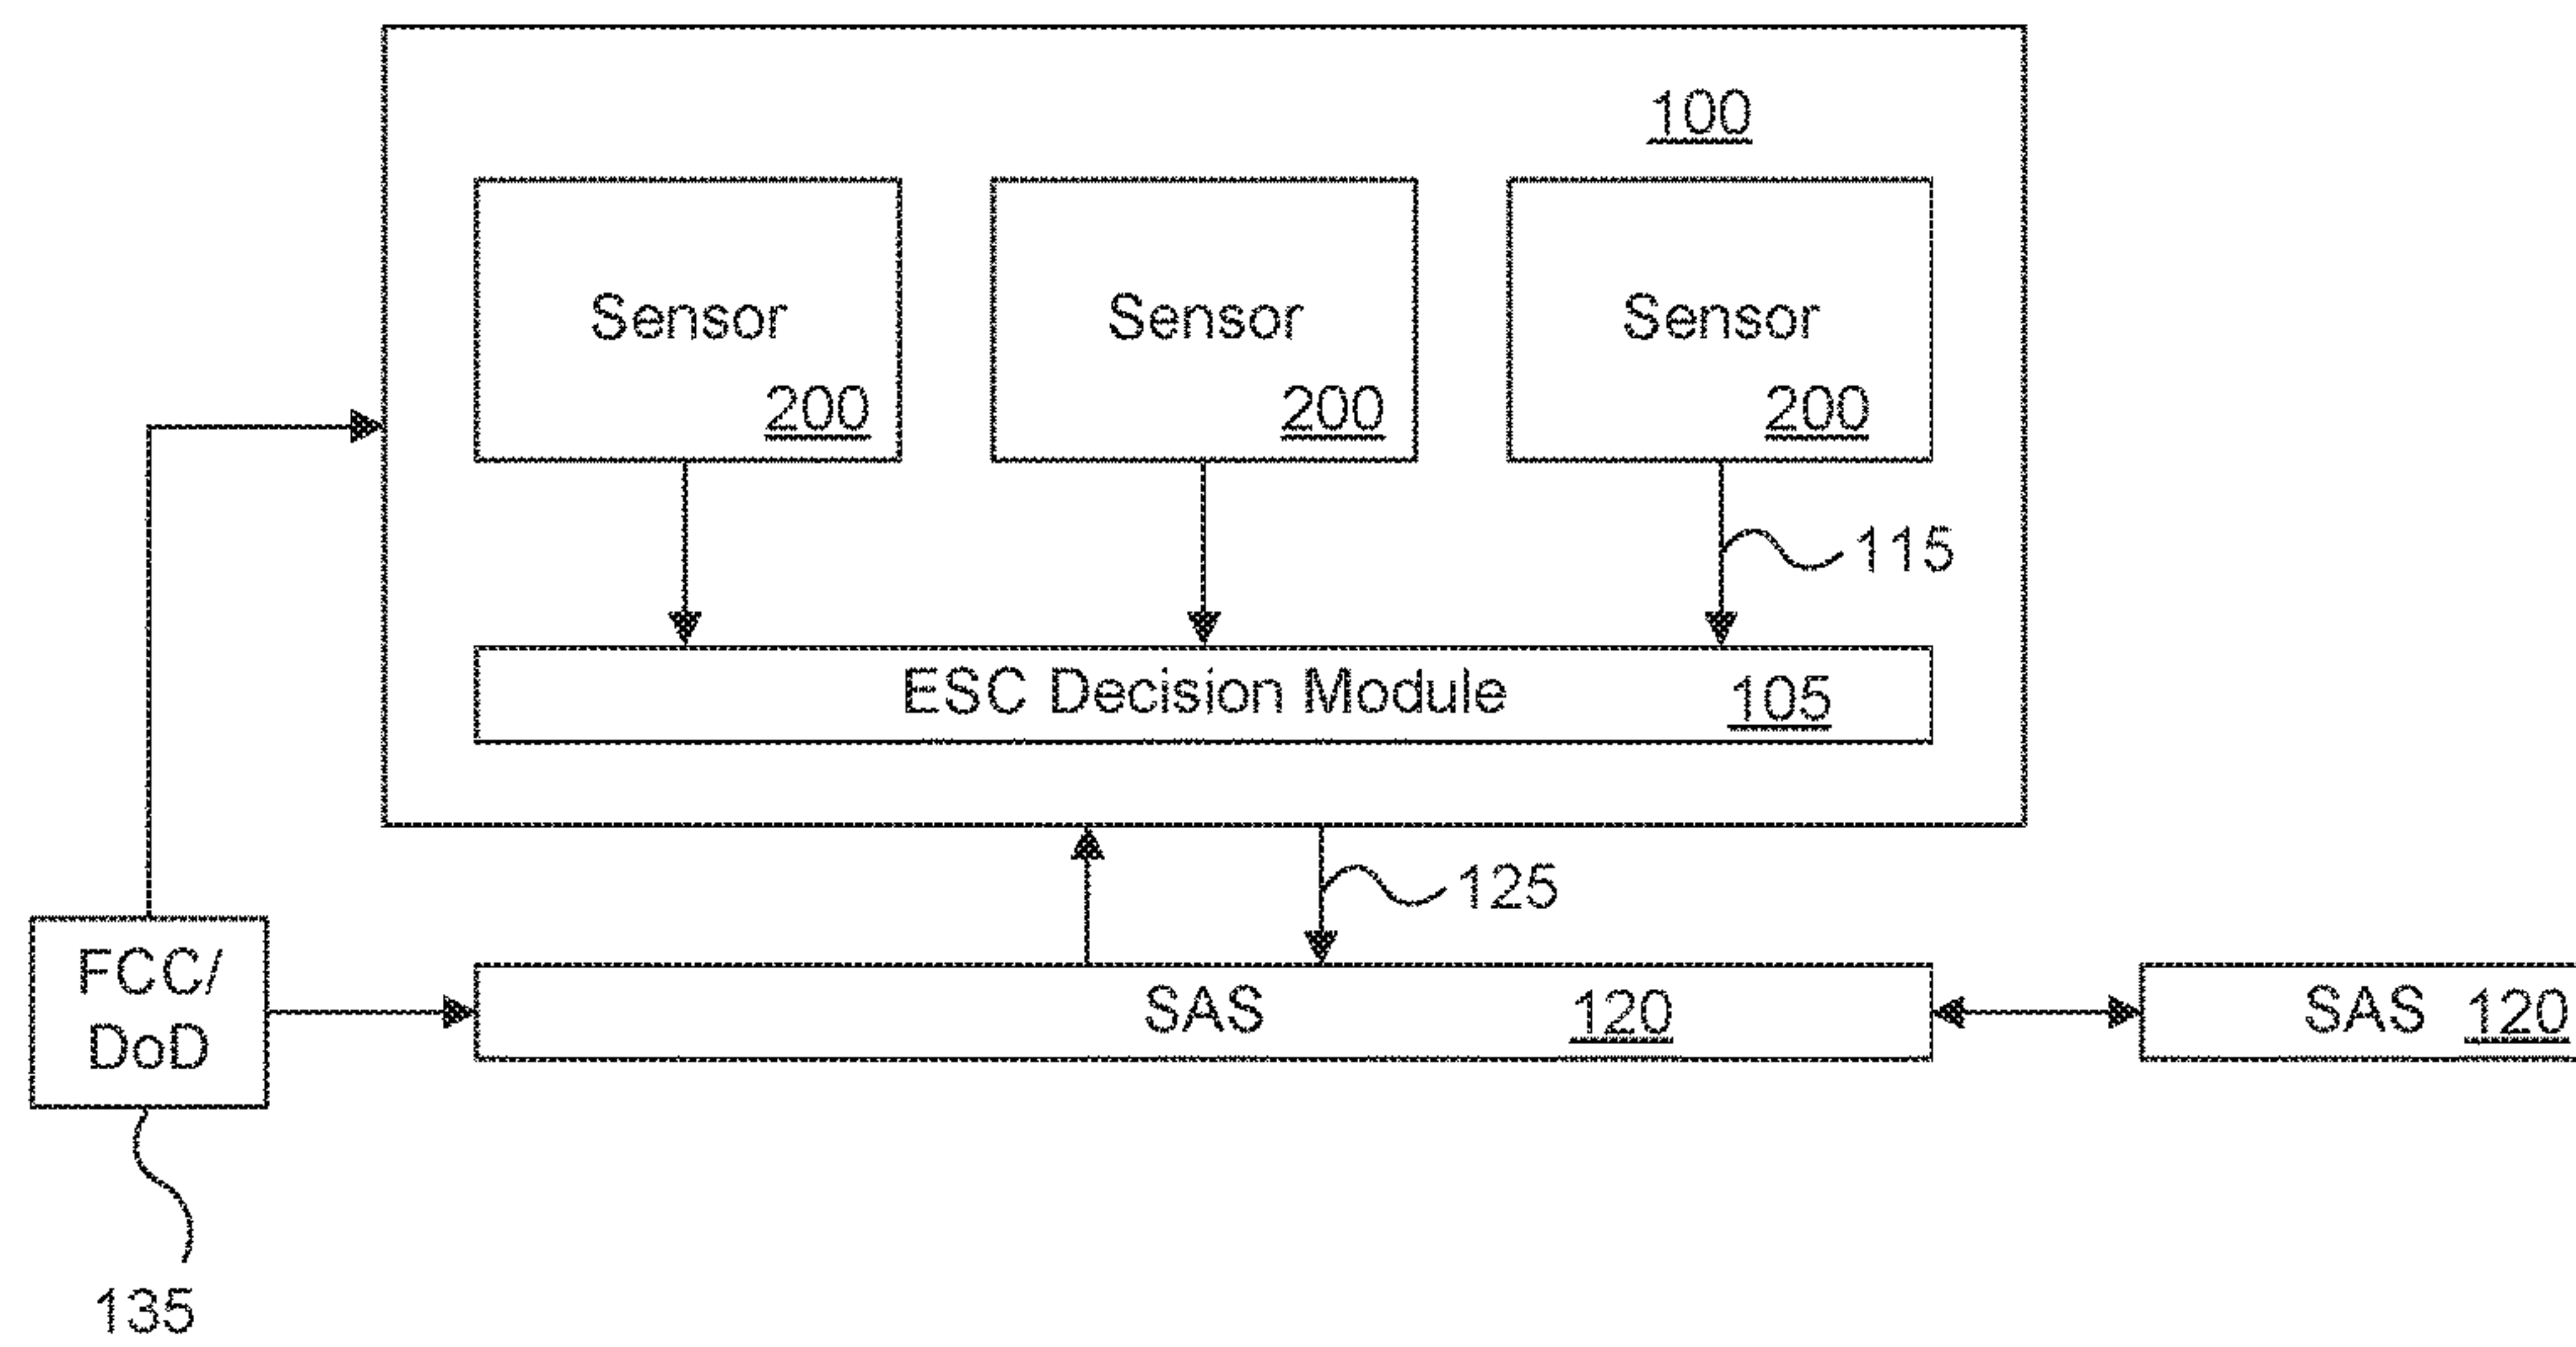 100
Sensor
200
Sensor
200
Sensor
200
115
ESC Decision Module 105
125
FCC/
DoD
SAS 120
SAS 120
135